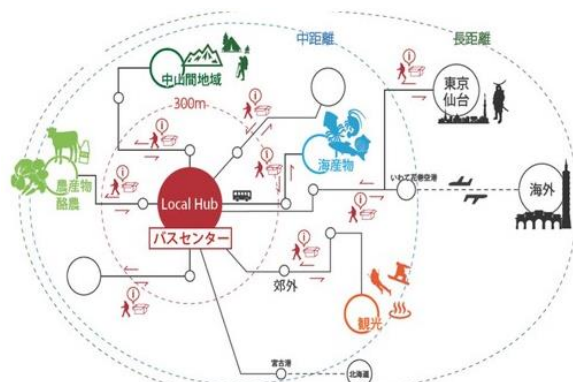 中距離
長距離
中山間地域
300m
東京
仙台
海産物
農産物
酪農
Local Hub
バスセンター
いわて花巻空港
海外
郊外
観光
宮古港
北海道